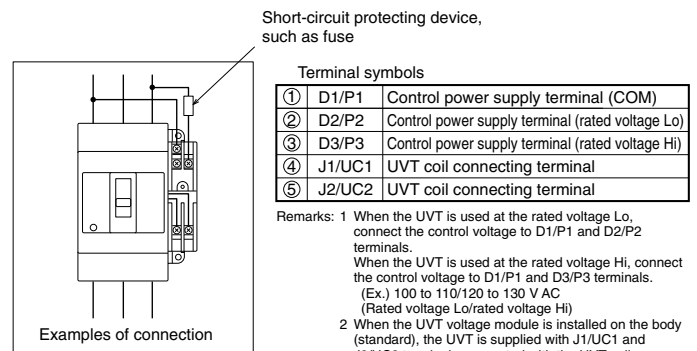 Short-circuit protecting device,
such as fuse
Examples of connection
Terminal symbols
① D1/P1 Control power supply terminal (COM)
② D2/P2 Control power supply terminal (rated voltage Lo)
③ D3/P3 Control power supply terminal (rated voltage Hi)
④ J1/UC1 UVT coil connecting terminal
⑤ J2/UC2 UVT coil connecting terminal
Remarks: 1 When the UVT is used at the rated voltage Lo,
connect the control voltage to D1/P1 and D2/P2
terminals.
When the UVT is used at the rated voltage Hi, connect
the control voltage to D1/P1 and D3/P3 terminals.
(Ex.) 100 to 110/120 to 130 V AC
(Rated voltage Lo/rated voltage Hi)
2 When the UVT voltage module is installed on the body
(standard), the UVT is supplied with J1/UC1 and